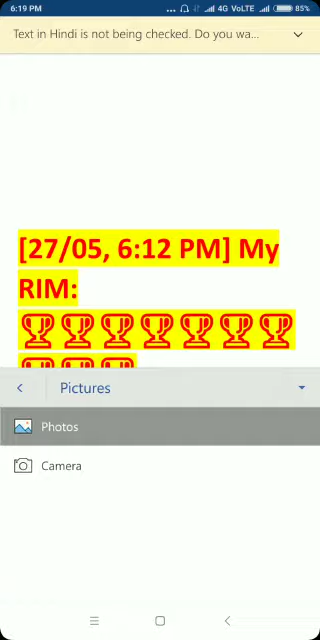 6:19 PM ... 4G VoLTE 85%
Text in Hindi is not being checked. Do you wa...
[27/05, 6:12 PM] My
RIM:
🏆🏆🏆🏆🏆🏆🏆
🏆🏆🏆
Pictures
Photos
Camera